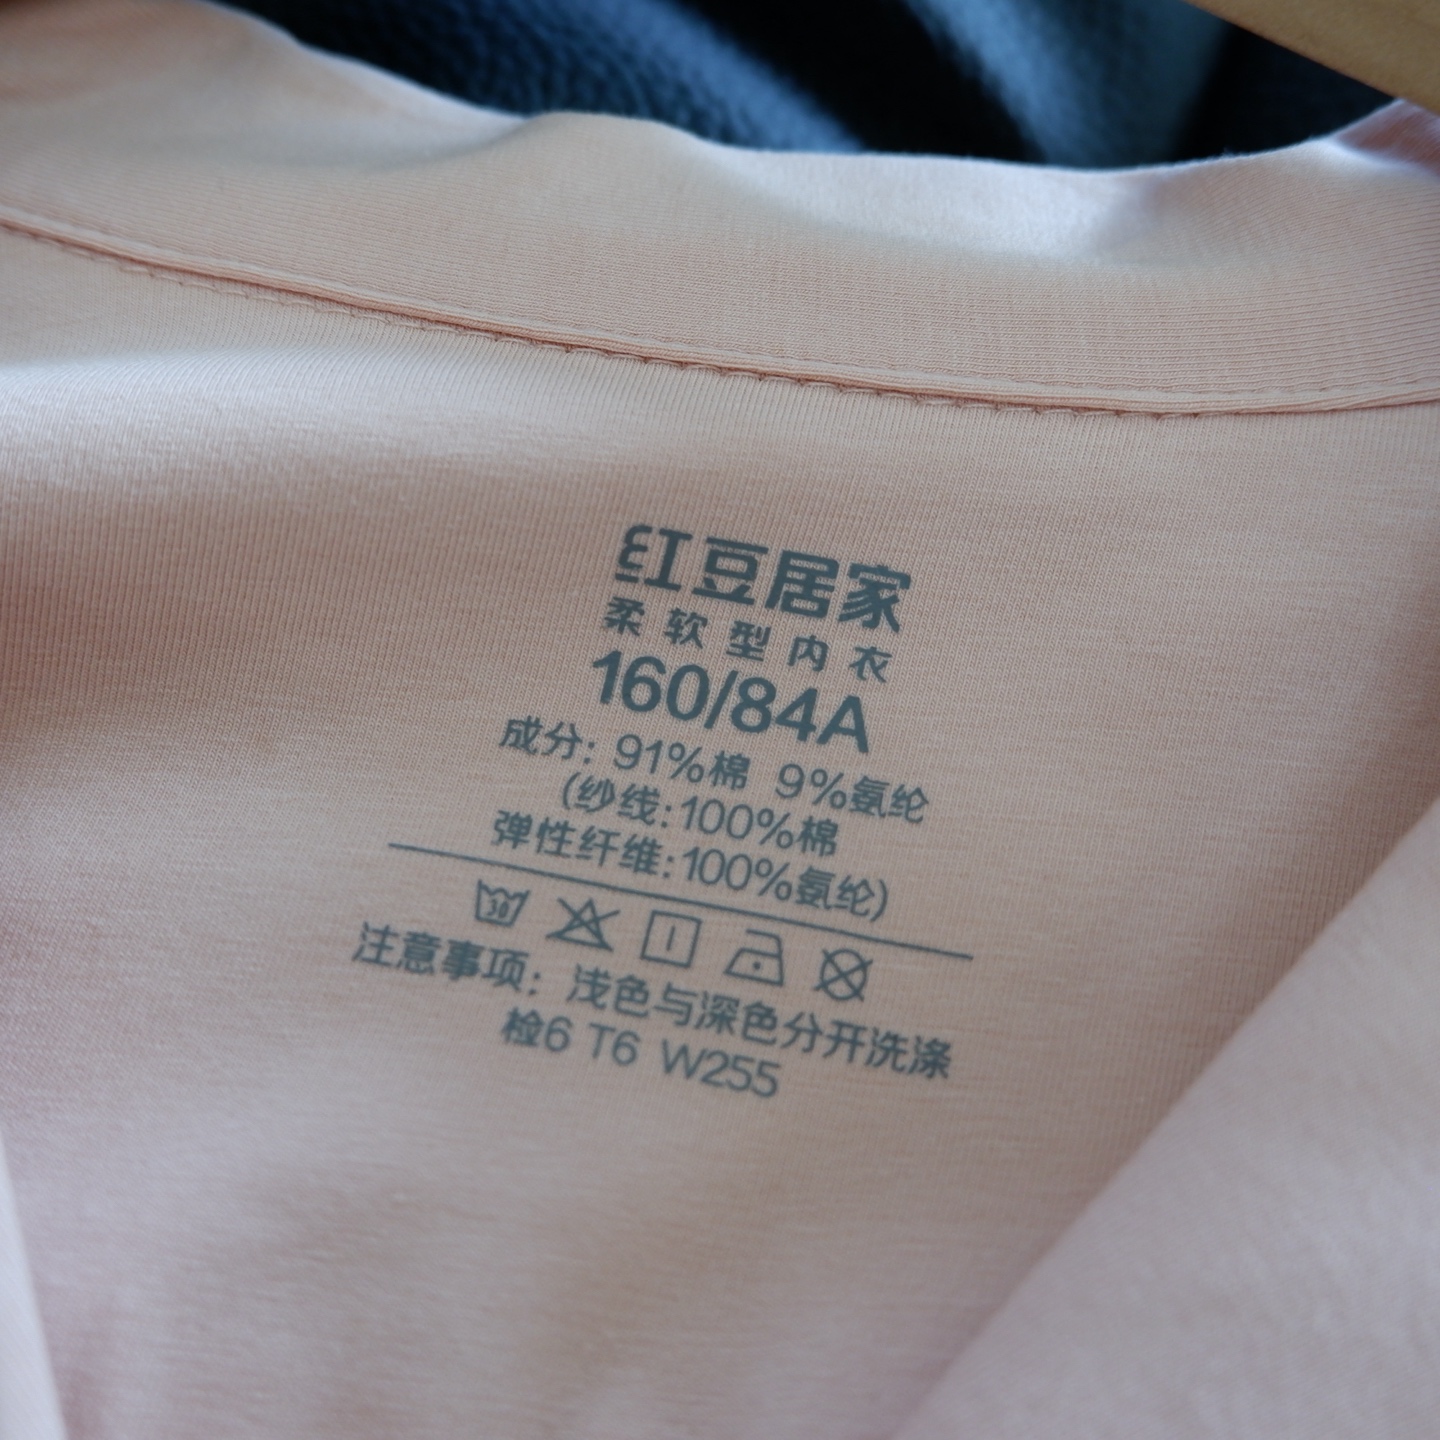 红豆居家
柔软型内衣
160/84A
成分: 91%棉 9%氨纶
(纱线:100%棉
弹性纤维:100%氨纶)
30
注意事项: 浅色与深色分开洗涤
检6 T6 W255